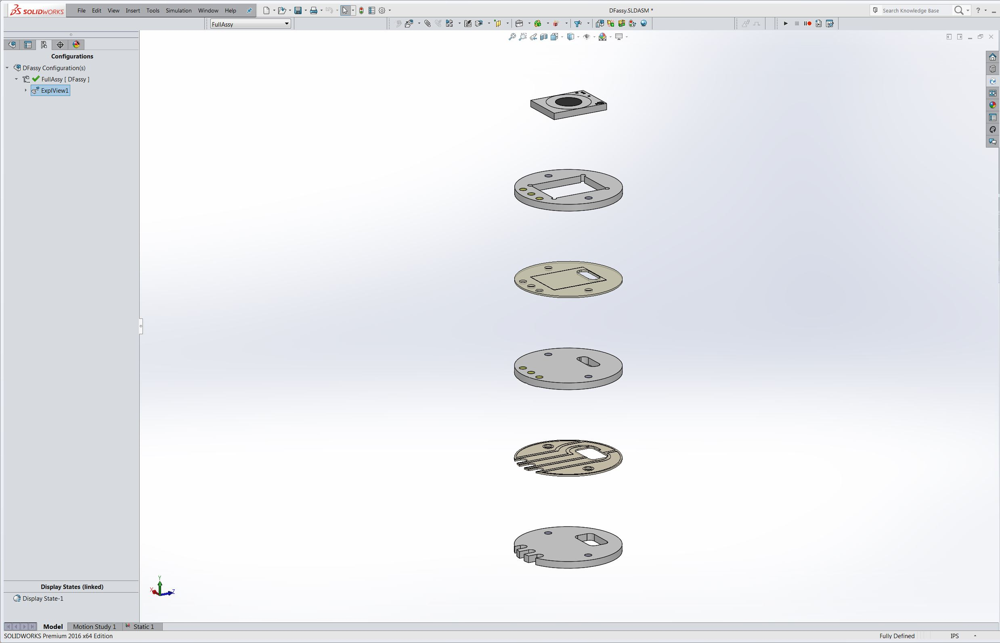 SOLIDWORKS File Edit View Insert Tools Simulation Window Help DFassy.SLDASM * Search Knowledge Base ?
FullAssy
Configurations
DFassy Configuration(s)
FullAssy [ DFassy ]
ExplView1
Y
X Z
Display States (linked)
Display State-1
Model Motion Study 1 Static 1
SOLIDWORKS Premium 2016 x64 Edition Fully Defined IPS